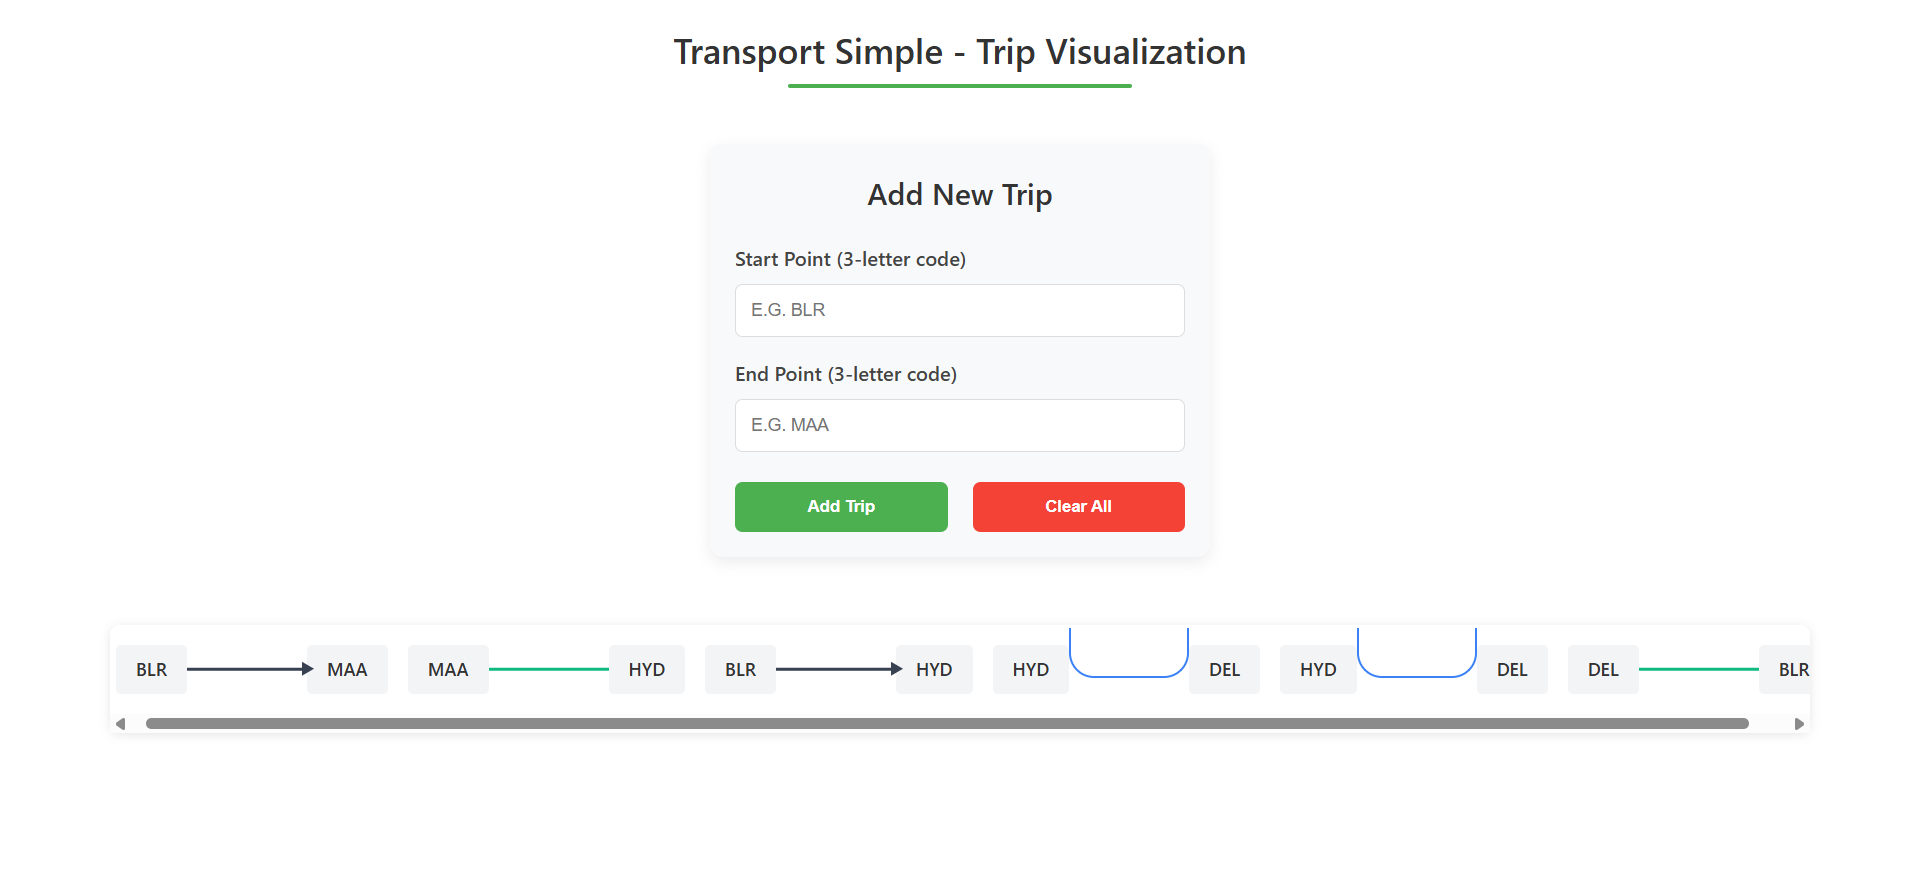 Transport Simple - Trip Visualization
Add New Trip
Start Point (3-letter code)
E.G. BLR
End Point (3-letter code)
E.G. MAA
Add Trip Clear All
BLR MAA MAA HYD BLR HYD HYD DEL HYD DEL DEL BLR